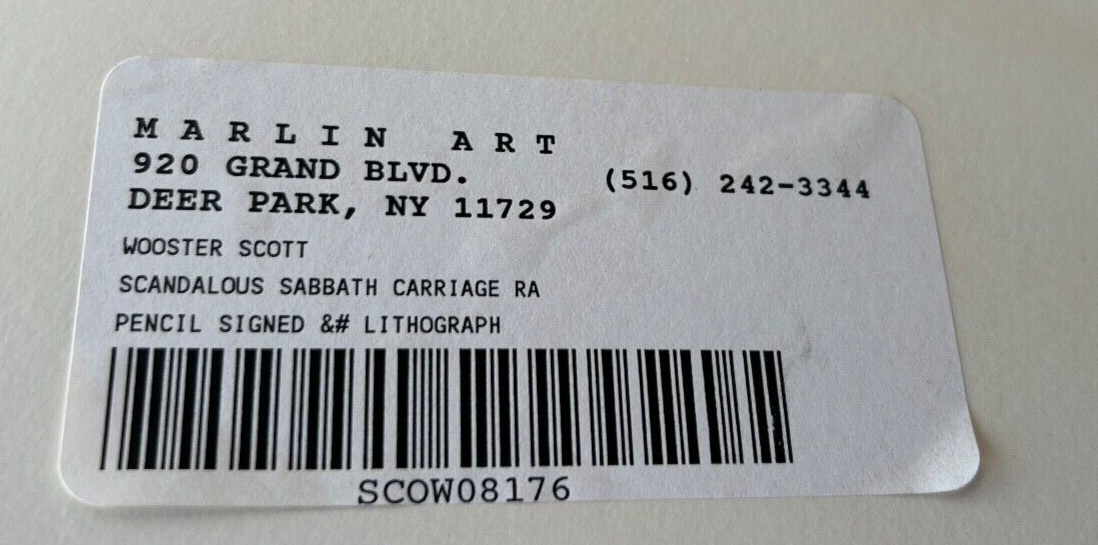 MARLIN ART
920 GRAND BLVD. (516) 242-3344
DEER PARK, NY 11729
WOOSTER SCOTT
SCANDALOUS SABBATH CARRIAGE RA
PENCIL SIGNED &# LITHOGRAPH
SCOW08176